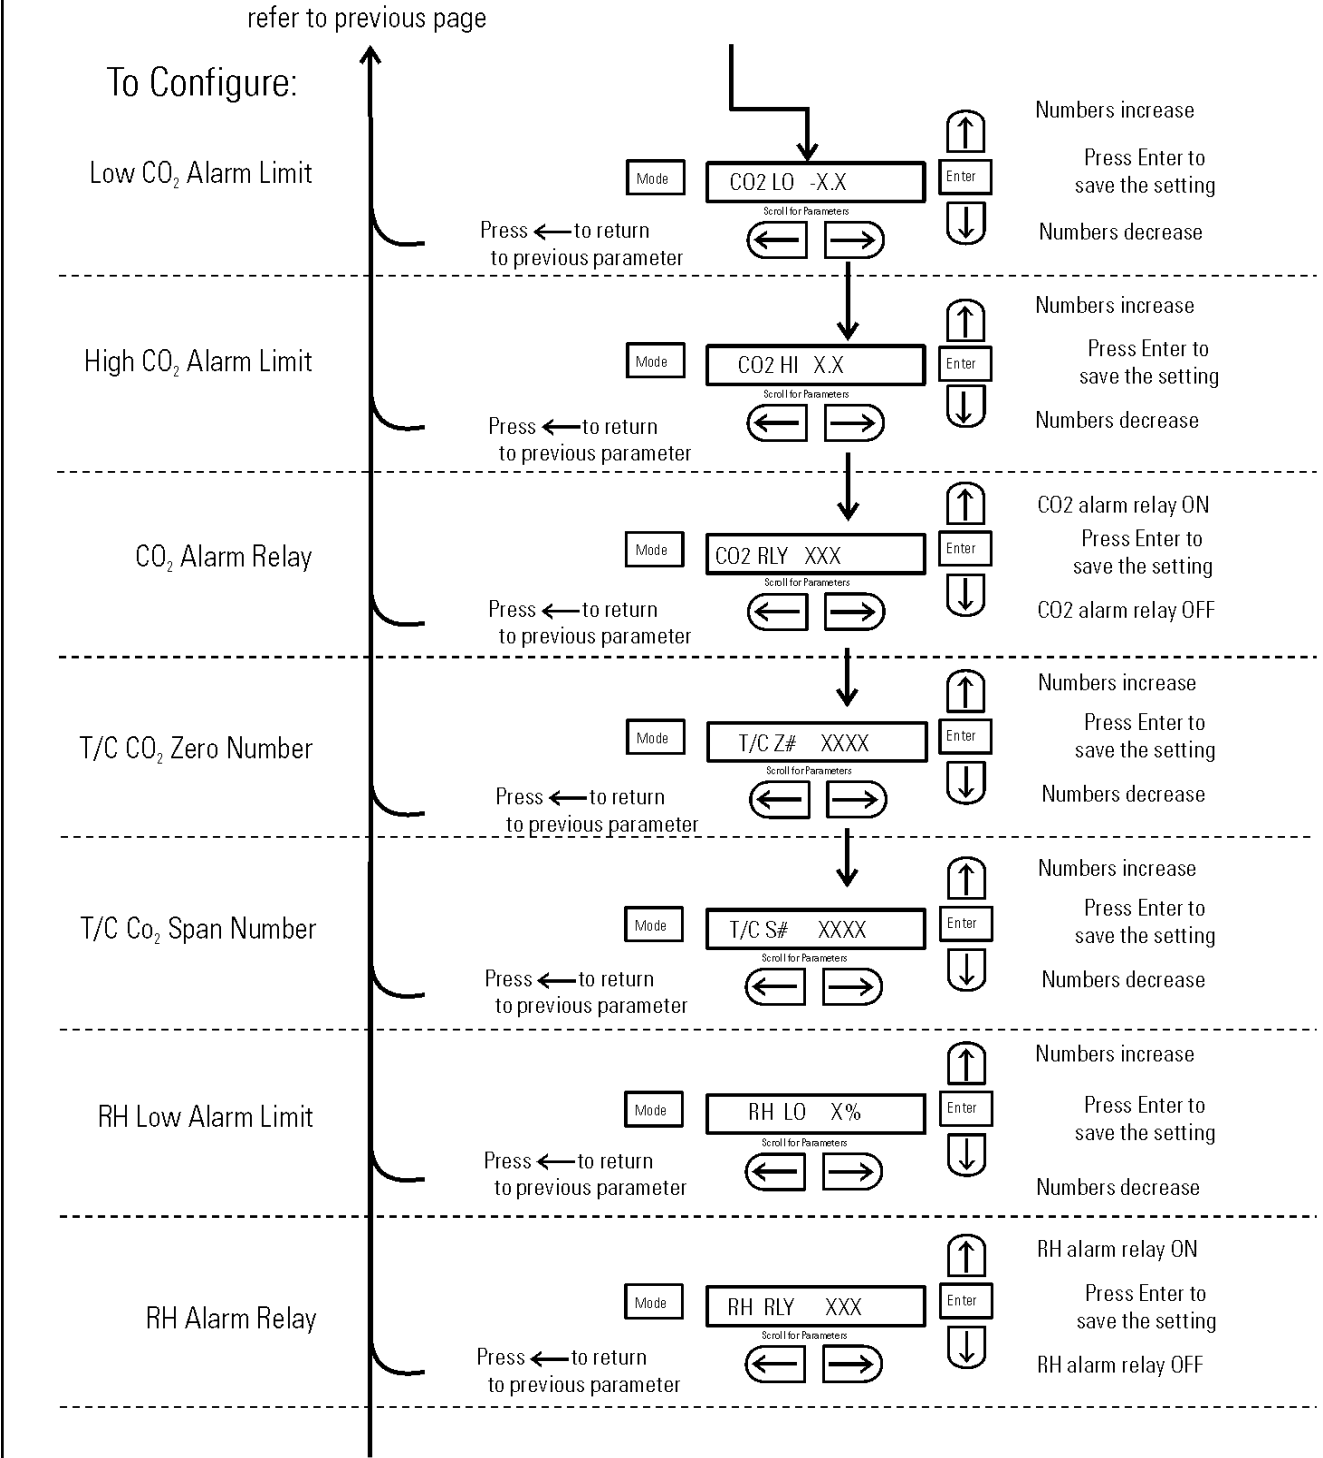 refer to previous page
To Configure:
Numbers increase
Low CO₂ Alarm Limit
Mode
CO2 LO -X.X
Enter
Press Enter to
save the setting
Scroll for Parameters
Press ← to return
to previous parameter
← →
Numbers decrease
Numbers increase
High CO₂ Alarm Limit
Mode
CO2 HI X.X
Enter
Press Enter to
save the setting
Scroll for Parameters
Press ← to return
to previous parameter
← →
Numbers decrease
CO2 alarm relay ON
CO₂ Alarm Relay
Mode
CO2 RLY XXX
Enter
Press Enter to
save the setting
Scroll for Parameters
Press ← to return
to previous parameter
← →
CO2 alarm relay OFF
Numbers increase
T/C CO₂ Zero Number
Mode
T/C Z# XXXX
Enter
Press Enter to
save the setting
Scroll for Parameters
Press ← to return
to previous parameter
← →
Numbers decrease
Numbers increase
T/C Co₂ Span Number
Mode
T/C S# XXXX
Enter
Press Enter to
save the setting
Scroll for Parameters
Press ← to return
to previous parameter
← →
Numbers decrease
Numbers increase
RH Low Alarm Limit
Mode
RH LO X%
Enter
Press Enter to
save the setting
Scroll for Parameters
Press ← to return
to previous parameter
← →
Numbers decrease
RH alarm relay ON
RH Alarm Relay
Mode
RH RLY XXX
Enter
Press Enter to
save the setting
Scroll for Parameters
Press ← to return
to previous parameter
← →
RH alarm relay OFF